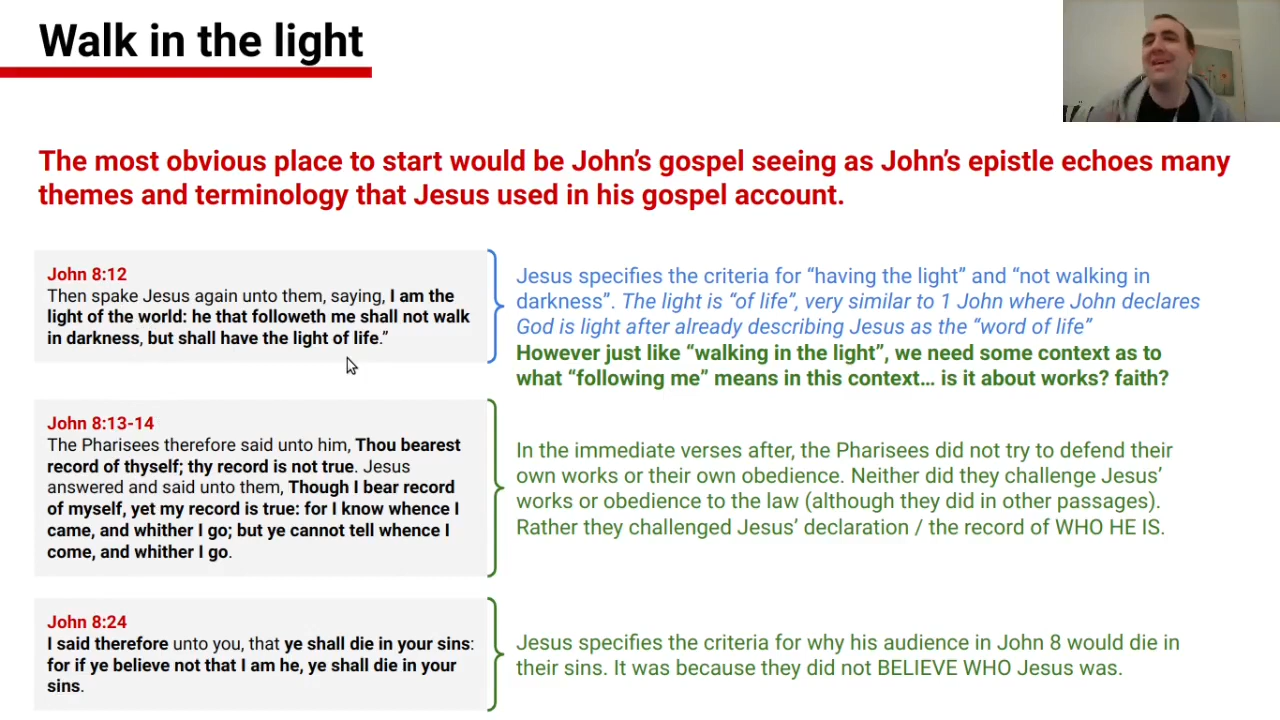 Walk in the light
The most obvious place to start would be John’s gospel seeing as John’s epistle echoes many
themes and terminology that Jesus used in his gospel account.
John 8:12
Then spake Jesus again unto them, saying, I am the
light of the world: he that followeth me shall not walk
in darkness, but shall have the light of life.”
Jesus specifies the criteria for “having the light” and “not walking in
darkness”. The light is “of life”, very similar to 1 John where John declares
God is light after already describing Jesus as the “word of life”
However just like “walking in the light”, we need some context as to
what “following me” means in this context... is it about works? faith?
John 8:13-14
The Pharisees therefore said unto him, Thou bearest
record of thyself; thy record is not true. Jesus
answered and said unto them, Though I bear record
of myself, yet my record is true: for I know whence I
came, and whither I go; but ye cannot tell whence I
come, and whither I go.
In the immediate verses after, the Pharisees did not try to defend their
own works or their own obedience. Neither did they challenge Jesus’
works or obedience to the law (although they did in other passages).
Rather they challenged Jesus’ declaration / the record of WHO HE IS.
John 8:24
I said therefore unto you, that ye shall die in your sins:
for if ye believe not that I am he, ye shall die in your
sins.
Jesus specifies the criteria for why his audience in John 8 would die in
their sins. It was because they did not BELIEVE WHO Jesus was.